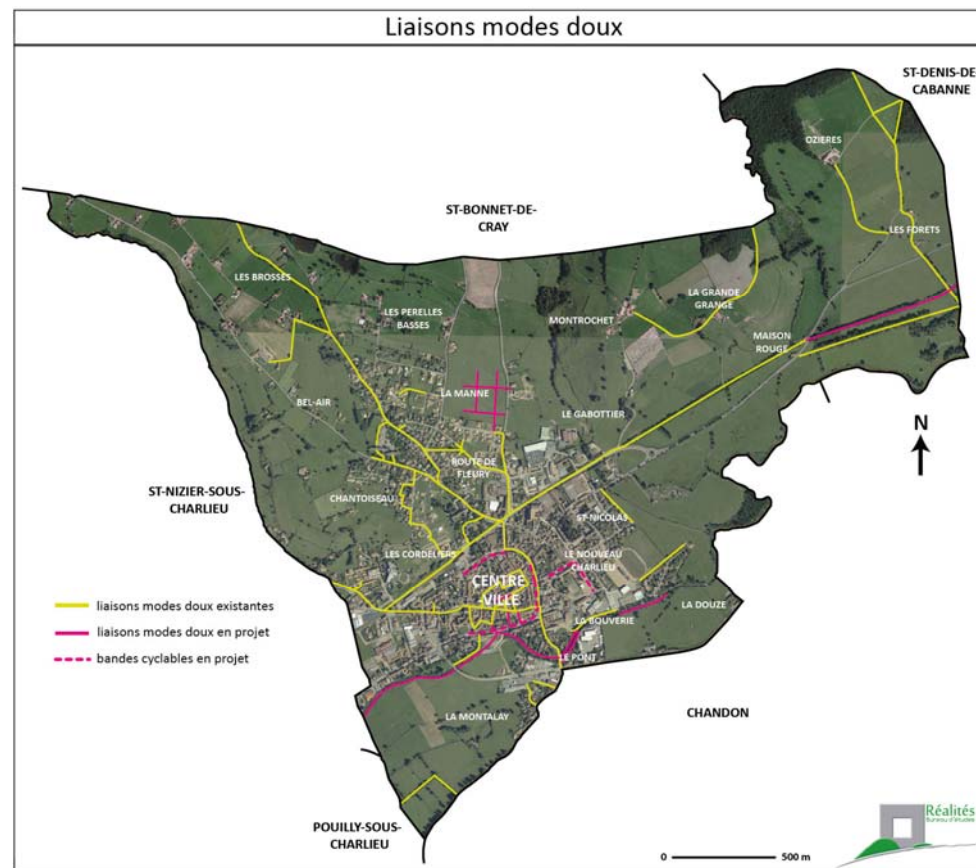 Liaisons modes doux
ST-DENIS-DE-
CABANNE
OZIERES
ST-BONNET-DE-
CRAY
LES FORETS
LES BROSSES
LA GRANDE
GRANGE
LES PERELLES
BASSES
MONTROCHET
MAISON
ROUGE
LA MANNE
BEL-AIR
LE GABOTTIER
N
ROUTE DE
FLEURY
ST-NIZIER-SOUS-
CHARLIEU
CHANTOISEAU
ST-NICOLAS
LES CORDELIERS
LE NOUVEAU
CHARLIEU
CENTRE
-VILLE
liaisons modes doux existantes
LA DOUZE
LA BOUVERIE
liaisons modes doux en projet
bandes cyclables en projet
LE PONT
LA MONTALAY
CHANDON
POUILLY-SOUS-
CHARLIEU
Réalités
Bureau d'études
0 500 m